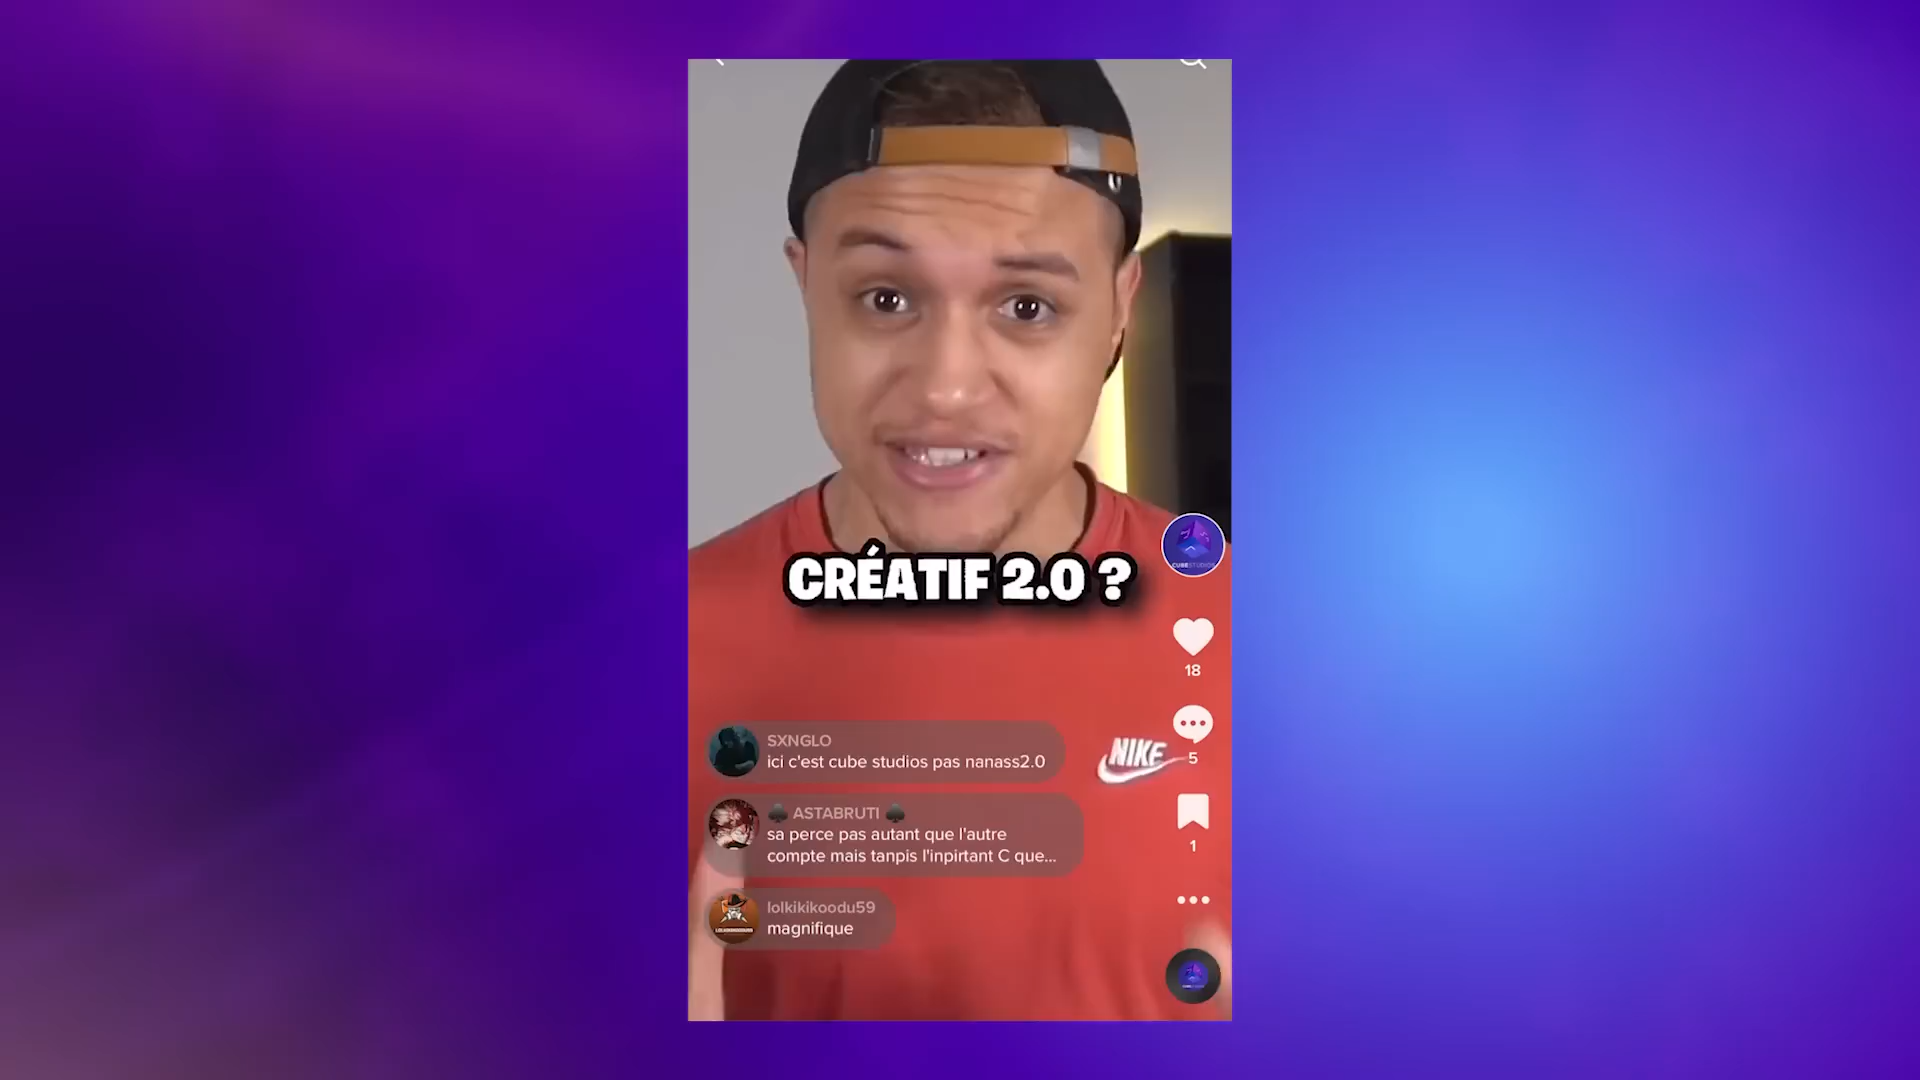 CRÉATIF 2.0 ?
CUBESTUDIOS
18
SXNGLO
ici c'est cube studios pas nanass2.0
NIKE
5
♠ ASTABRUTI ♠
sa perce pas autant que l'autre
compte mais tanpis l'inpirtant C que...
1
lolkikikoodu59
magnifique